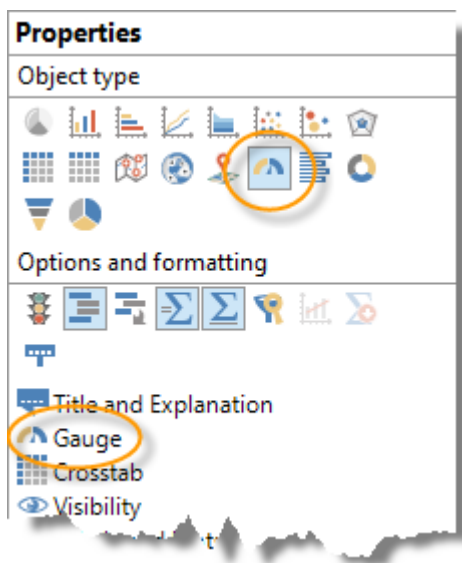 Properties
Object type
Options and formatting
Title and Explanation
Gauge
Crosstab
Visibility